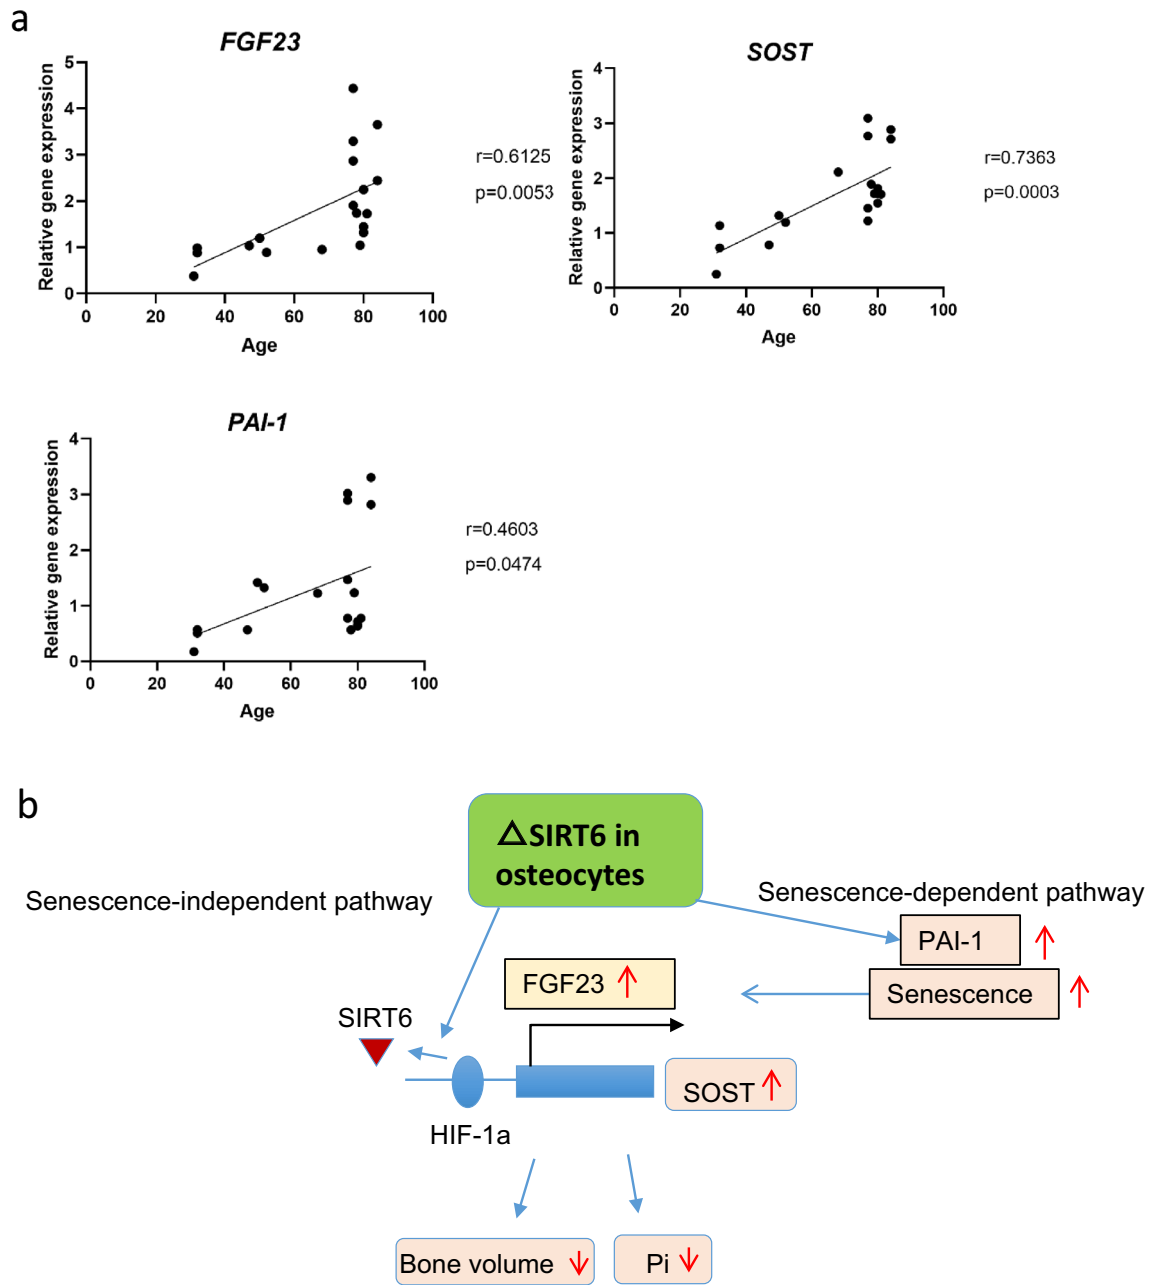 a
FGF23
Relative gene expression
5
4
3
2
1
0
0 20 40 60 80 100
Age
r=0.6125
p=0.0053
SOST
Relative gene expression
4
3
2
1
0
0 20 40 60 80 100
Age
r=0.7363
p=0.0003
PAI-1
Relative gene expression
4
3
2
1
0
0 20 40 60 80 100
Age
r=0.4603
p=0.0474
b
△SIRT6 in
osteocytes
Senescence-independent pathway
Senescence-dependent pathway
PAI-1 ↑
FGF23 ↑
Senescence ↑
SIRT6
SOST ↑
HIF-1a
Bone volume ↓
Pi ↓